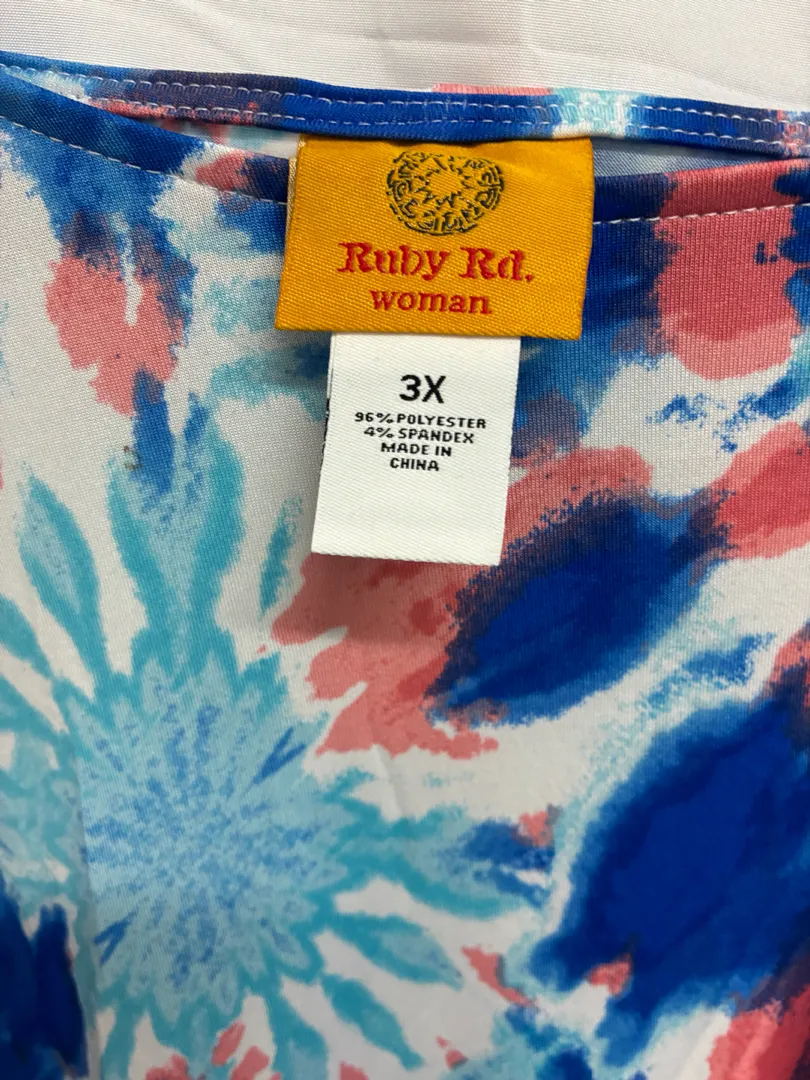 Ruby Rd.
woman
3X
96% POLYESTER
4% SPANDEX
MADE IN
CHINA